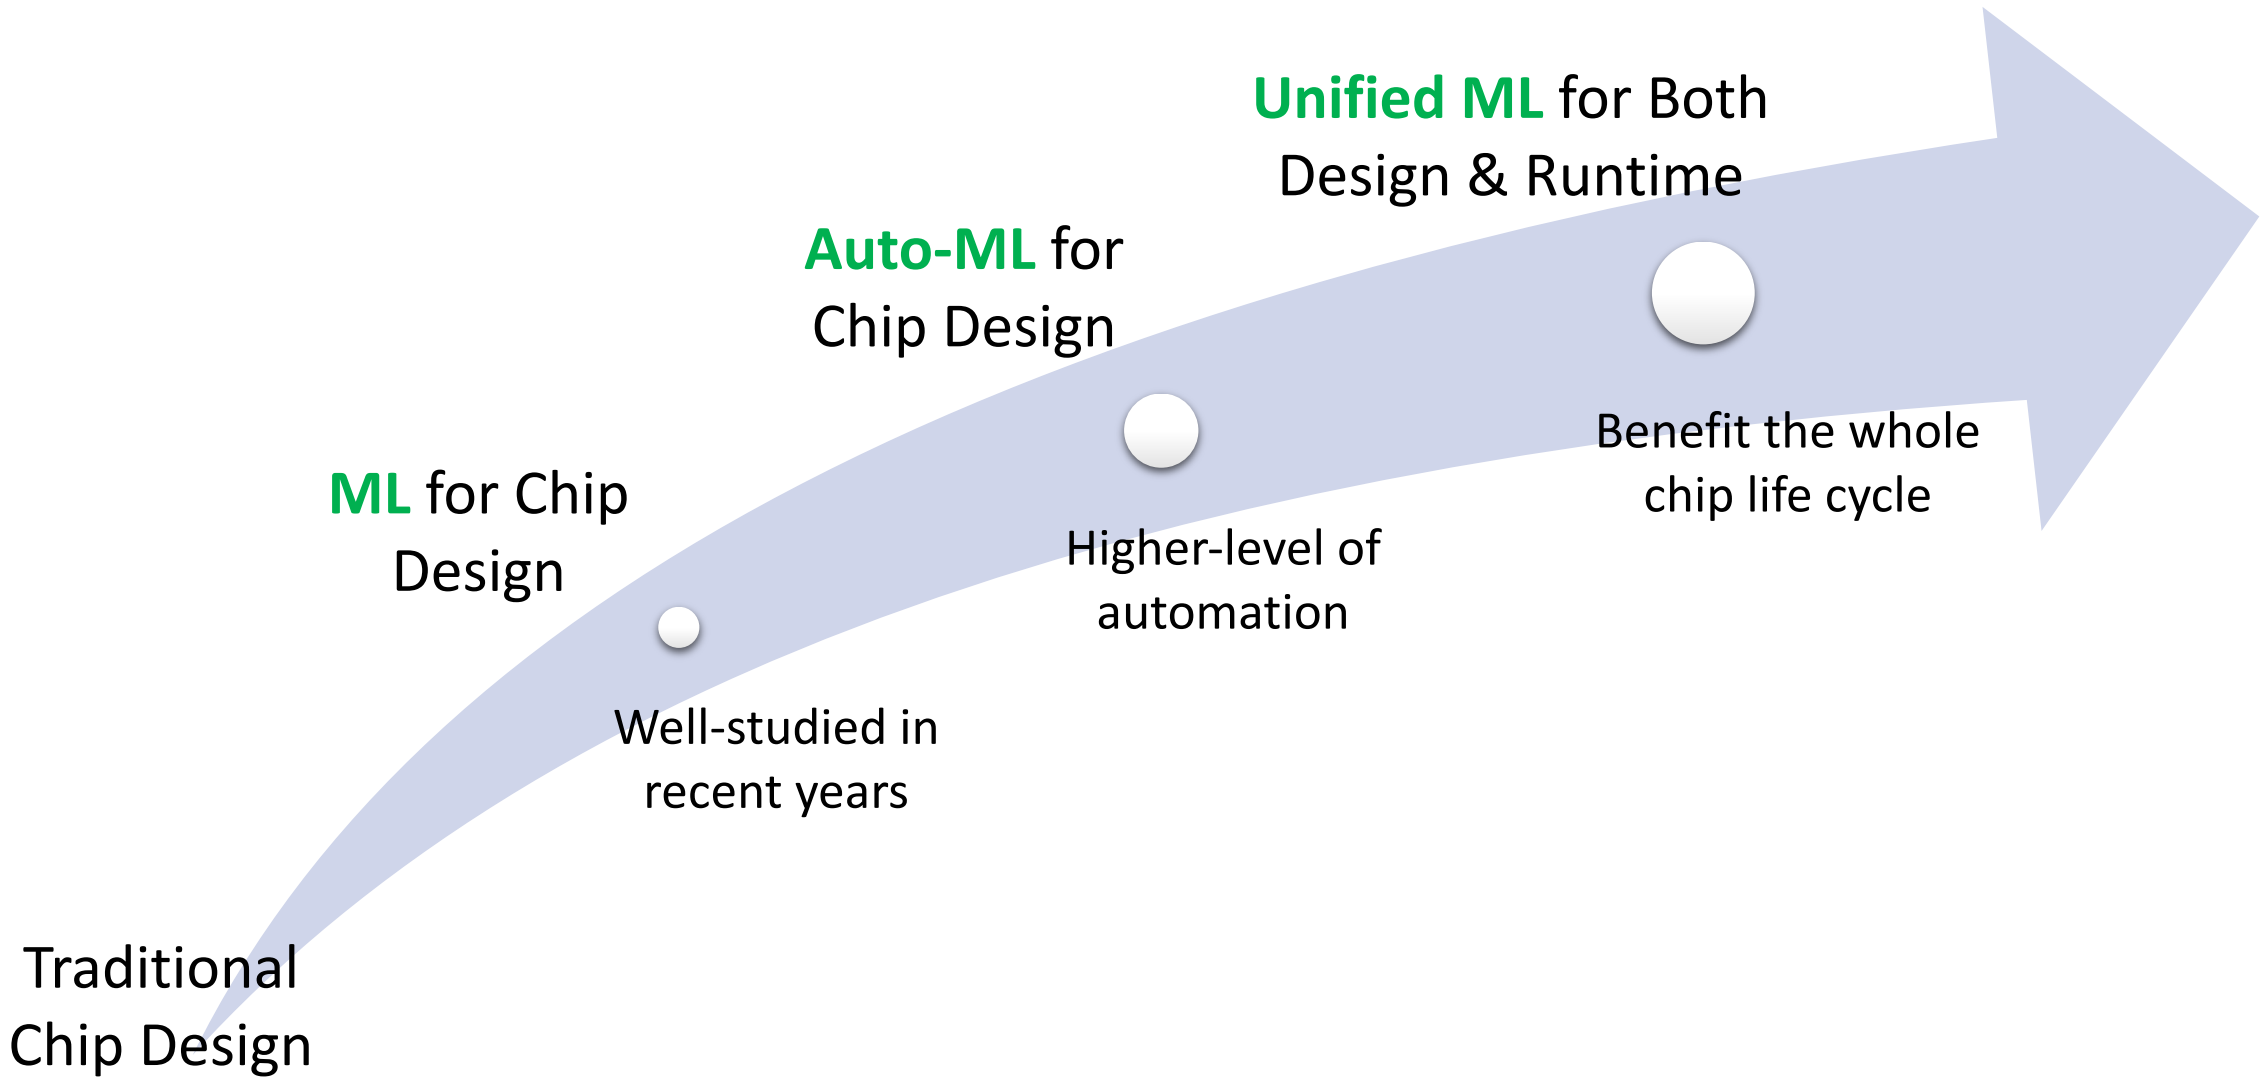 Unified ML for Both
Design & Runtime
Auto-ML for
Chip Design
Benefit the whole
chip life cycle
ML for Chip
Design
Higher-level of
automation
Well-studied in
recent years
Traditional
Chip Design